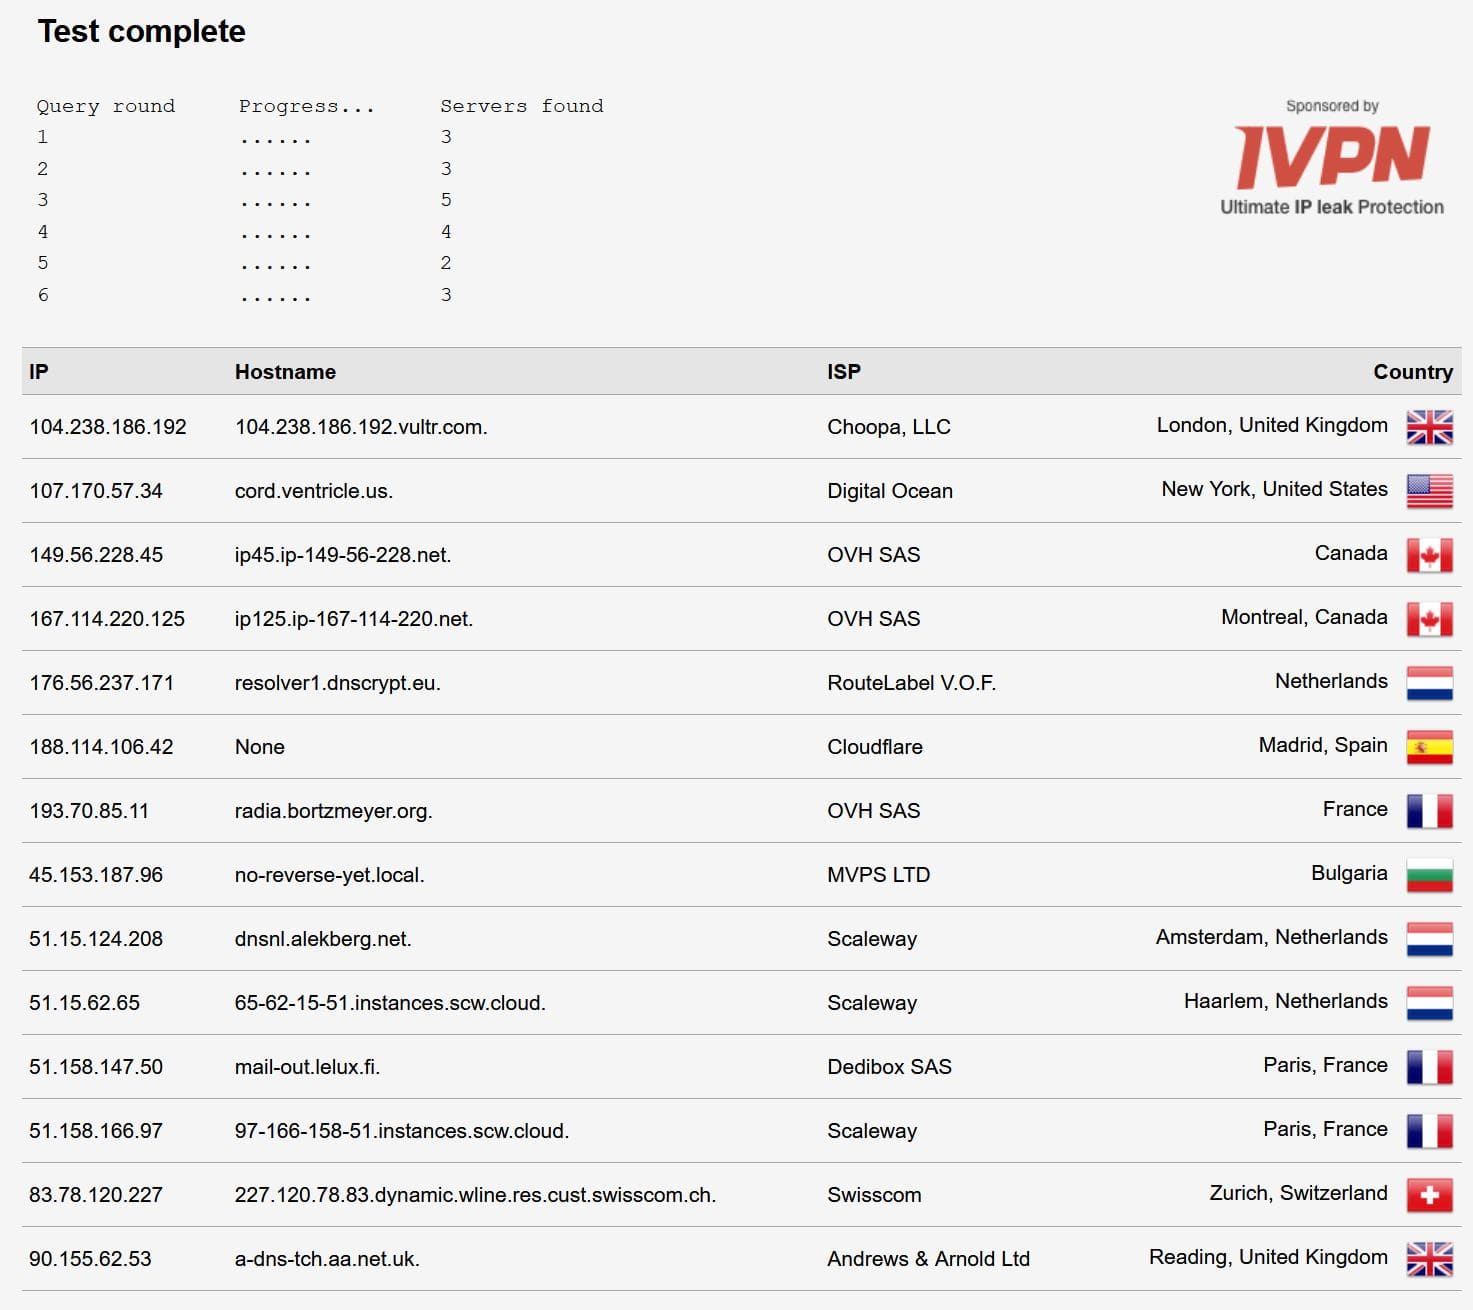 Test complete
Query round Progress... Servers found
1 ...... 3
2 ...... 3
3 ...... 5
4 ...... 4
5 ...... 2
6 ...... 3
Sponsored by
IVPN
Ultimate IP leak Protection
IP Hostname ISP Country
104.238.186.192 104.238.186.192.vultr.com. Choopa, LLC London, United Kingdom
107.170.57.34 cord.ventricle.us. Digital Ocean New York, United States
149.56.228.45 ip45.ip-149-56-228.net. OVH SAS Canada
167.114.220.125 ip125.ip-167-114-220.net. OVH SAS Montreal, Canada
176.56.237.171 resolver1.dnscrypt.eu. RouteLabel V.O.F. Netherlands
188.114.106.42 None Cloudflare Madrid, Spain
193.70.85.11 radia.bortzmeyer.org. OVH SAS France
45.153.187.96 no-reverse-yet.local. MVPS LTD Bulgaria
51.15.124.208 dnsnl.alekberg.net. Scaleway Amsterdam, Netherlands
51.15.62.65 65-62-15-51.instances.scw.cloud. Scaleway Haarlem, Netherlands
51.158.147.50 mail-out.lelux.fi. Dedibox SAS Paris, France
51.158.166.97 97-166-158-51.instances.scw.cloud. Scaleway Paris, France
83.78.120.227 227.120.78.83.dynamic.wline.res.cust.swisscom.ch. Swisscom Zurich, Switzerland
90.155.62.53 a-dns-tch.aa.net.uk. Andrews & Arnold Ltd Reading, United Kingdom